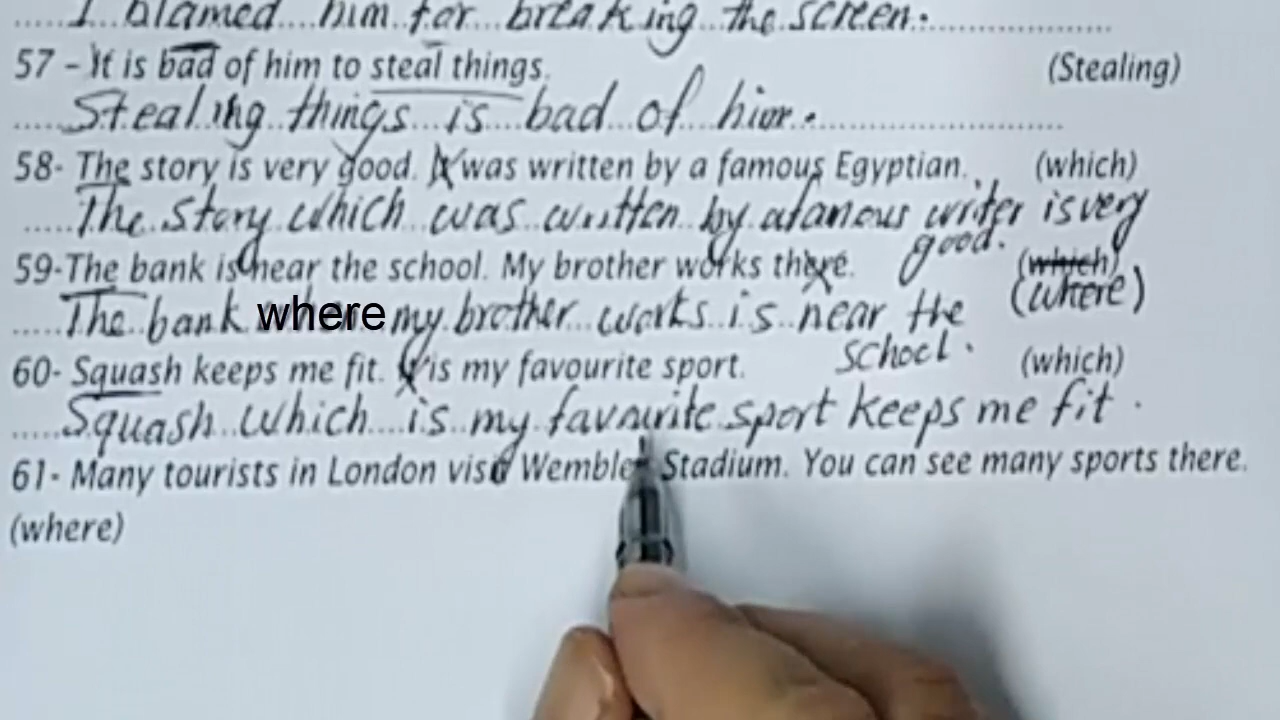 I blamed him for breaking the screen.
57 - It is bad of him to steal things. (Stealing)
Stealing things is bad of him.
58- The story is very good. It was written by a famous Egyptian. (which)
The story which was written by a famous writer is very
good.
59-The bank is near the school. My brother works there. (which)
(where)
The bank where my brother works is near the
school.
60- Squash keeps me fit. It is my favourite sport. (which)
Squash which is my favourite sport keeps me fit.
61- Many tourists in London visit Wembley Stadium. You can see many sports there.
(where)